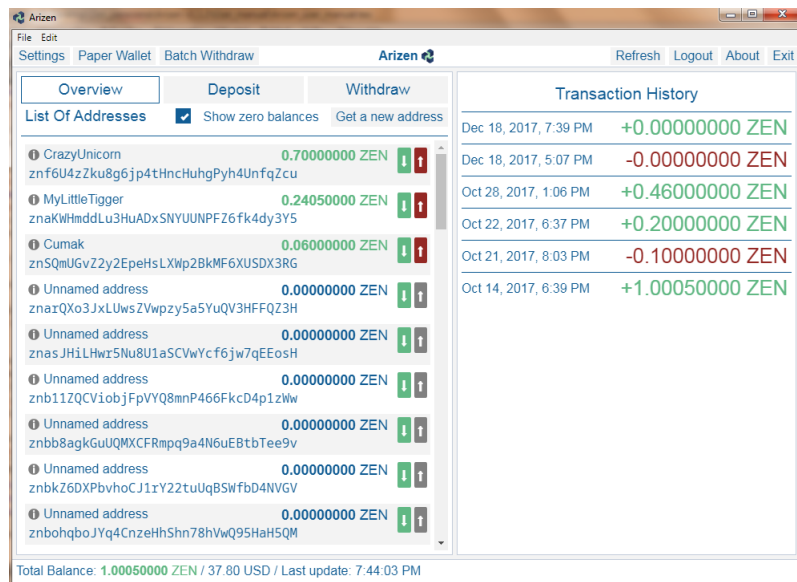 Arizen
File Edit
Settings Paper Wallet Batch Withdraw Arizen Refresh Logout About Exit
Overview Deposit Withdraw
List Of Addresses Show zero balances Get a new address
CrazyUnicorn 0.70000000 ZEN
znf6U4zZku8g6jp4tHncHuhgPyh4UnfqZcu
MyLittleTigger 0.24050000 ZEN
znaKWHmddLu3HuADxSNYUUNPFZ6fk4dy3Y5
Cumak 0.06000000 ZEN
znSQmUGvZ2y2EpeHsLXWp2BkMF6XUSDX3RG
Unnamed address 0.00000000 ZEN
znarQXo3JxLUwsZVwpzy5a5YuQV3HFFQZ3H
Unnamed address 0.00000000 ZEN
znasJHiLHwr5Nu8U1aSCVwYcf6jw7qEEosH
Unnamed address 0.00000000 ZEN
znb11ZQCViobjFpVYQ8mnP466FkcD4p1zWw
Unnamed address 0.00000000 ZEN
znbb8agkGuUQMXCFRmpq9a4N6uEBtbTee9v
Unnamed address 0.00000000 ZEN
znbkZ6DXPbvhoCJ1rY22tuUqBSWfbD4NVGV
Unnamed address 0.00000000 ZEN
znbohqboJYq4CnzeHhShn78hVwQ95HaH5QM
Transaction History
Dec 18, 2017, 7:39 PM +0.00000000 ZEN
Dec 18, 2017, 5:07 PM -0.00000000 ZEN
Oct 28, 2017, 1:06 PM +0.46000000 ZEN
Oct 22, 2017, 6:37 PM +0.20000000 ZEN
Oct 21, 2017, 8:03 PM -0.10000000 ZEN
Oct 14, 2017, 6:39 PM +1.00050000 ZEN
Total Balance: 1.00050000 ZEN / 37.80 USD / Last update: 7:44:03 PM